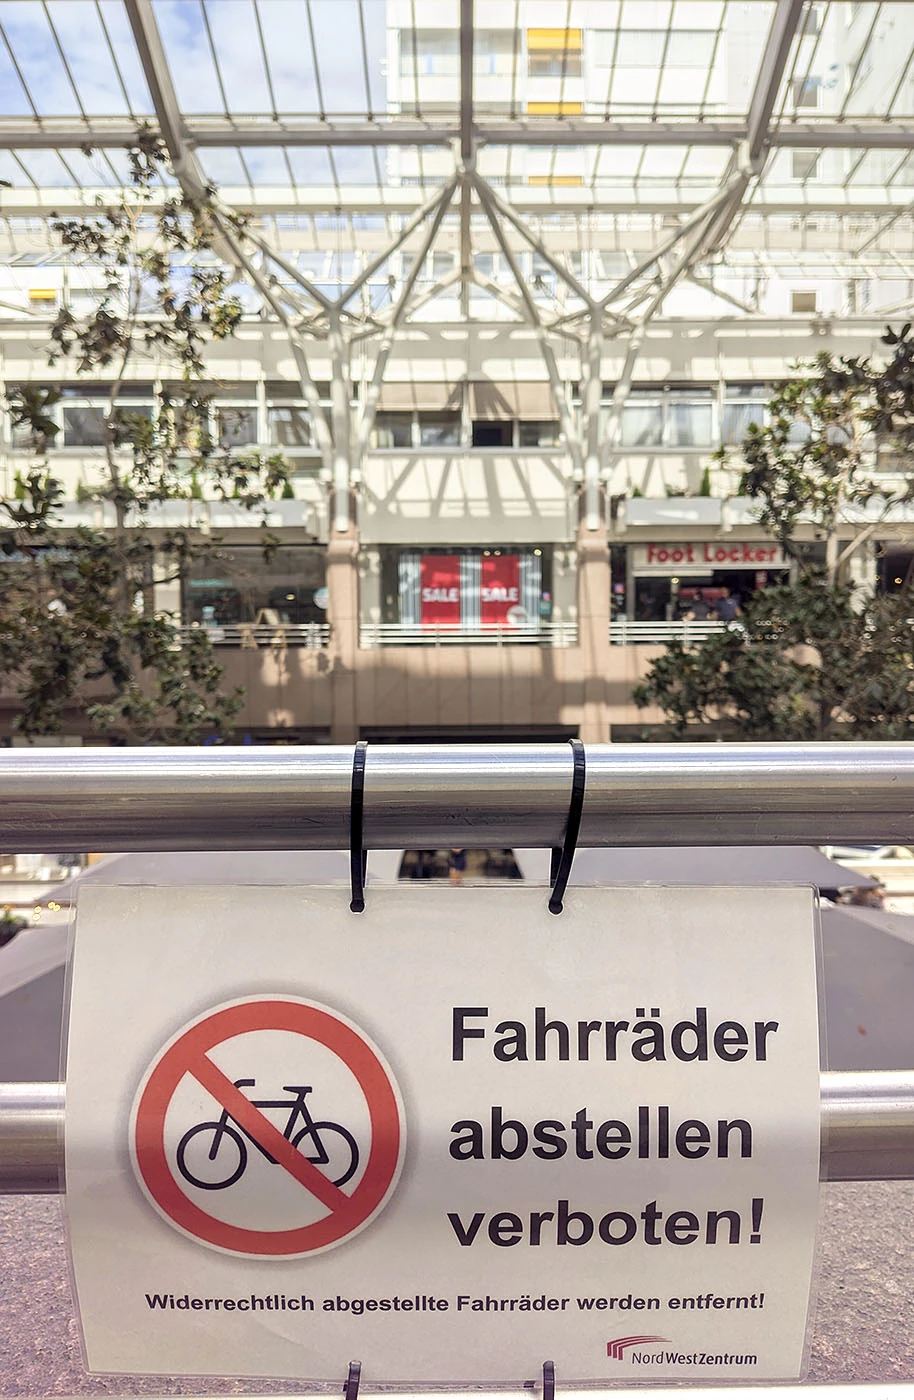 Foot Locker
SALE SALE
Fahrräder
abstellen
verboten!
Widerrechtlich abgestellte Fahrräder werden entfernt!
NordWestZentrum